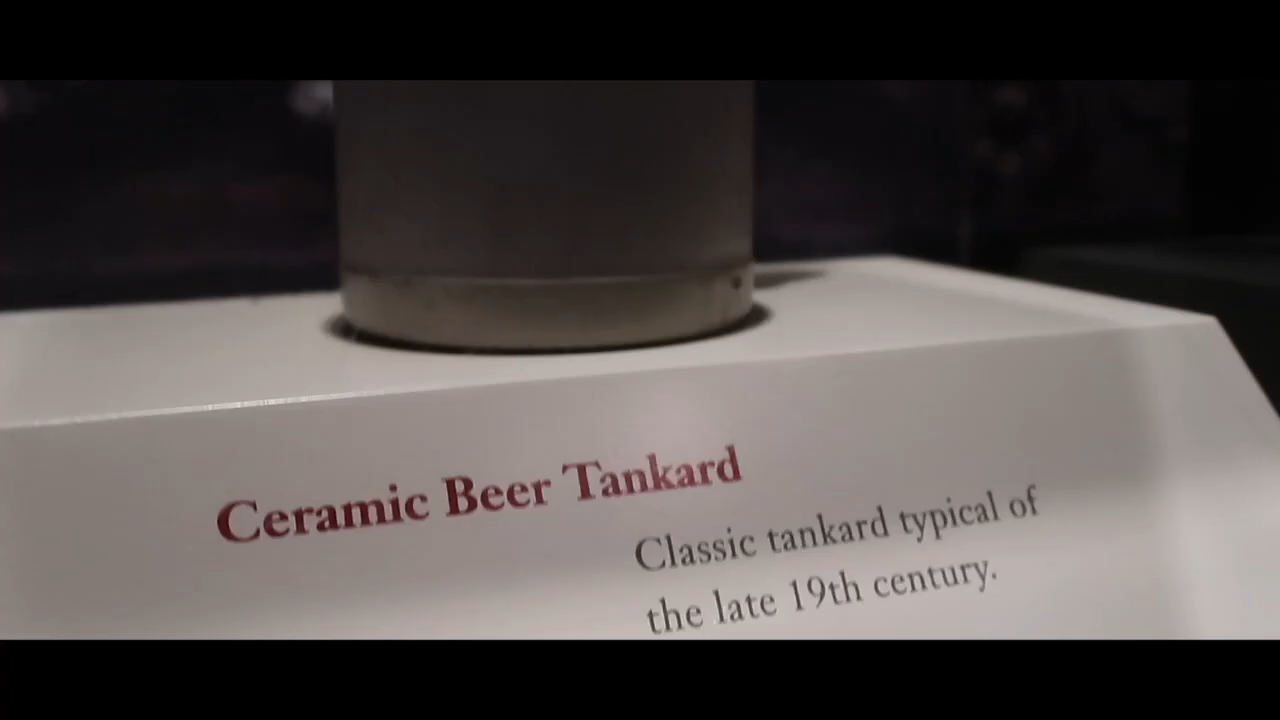 Ceramic Beer Tankard
Classic tankard typical of
the late 19th century.